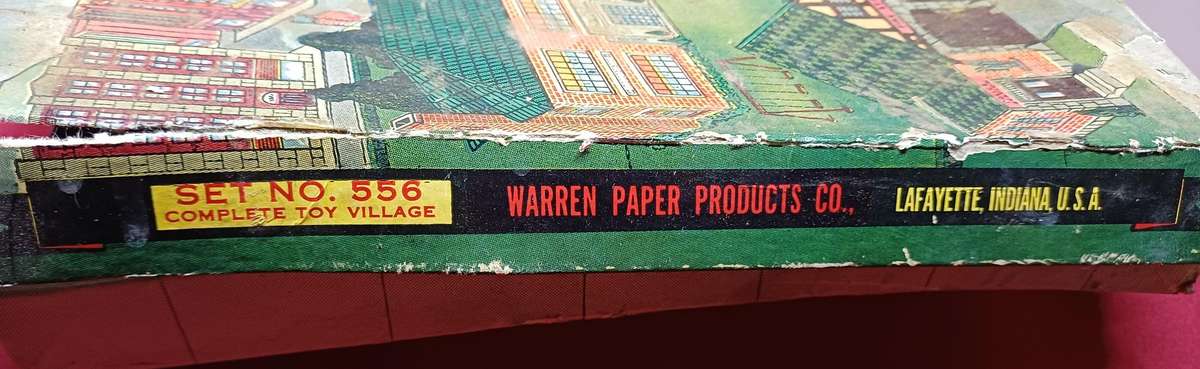 SET NO. 556
COMPLETE TOY VILLAGE
WARREN PAPER PRODUCTS CO.,
LAFAYETTE, INDIANA, U.S.A.